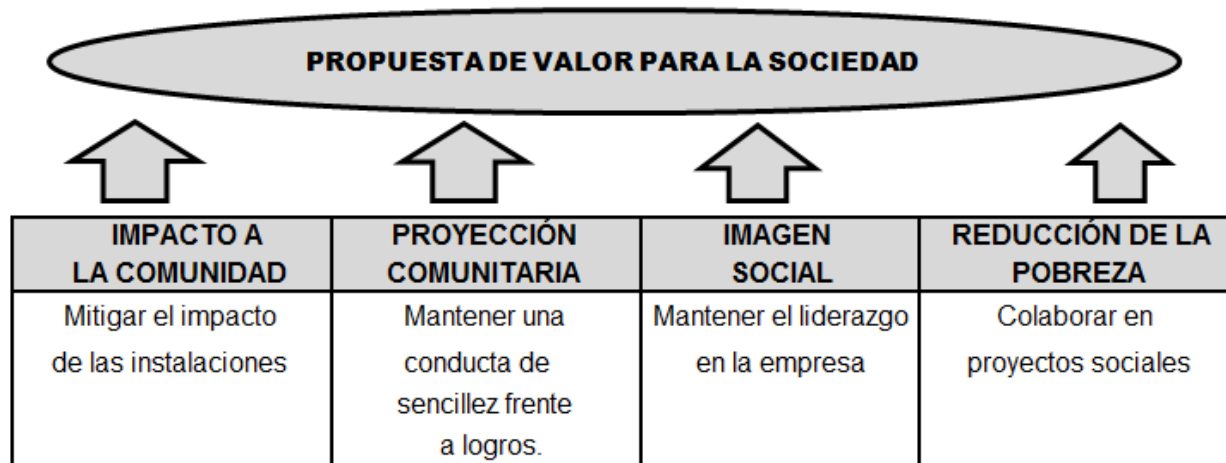 PROPUESTA DE VALOR PARA LA SOCIEDAD
IMPACTO A
LA COMUNIDAD
Mitigar el impacto
de las instalaciones
PROYECCIÓN
COMUNITARIA
Mantener una
conducta de
sencillez frente
a logros.
IMAGEN
SOCIAL
Mantener el liderazgo
en la empresa
REDUCCIÓN DE LA
POBREZA
Colaborar en
proyectos sociales